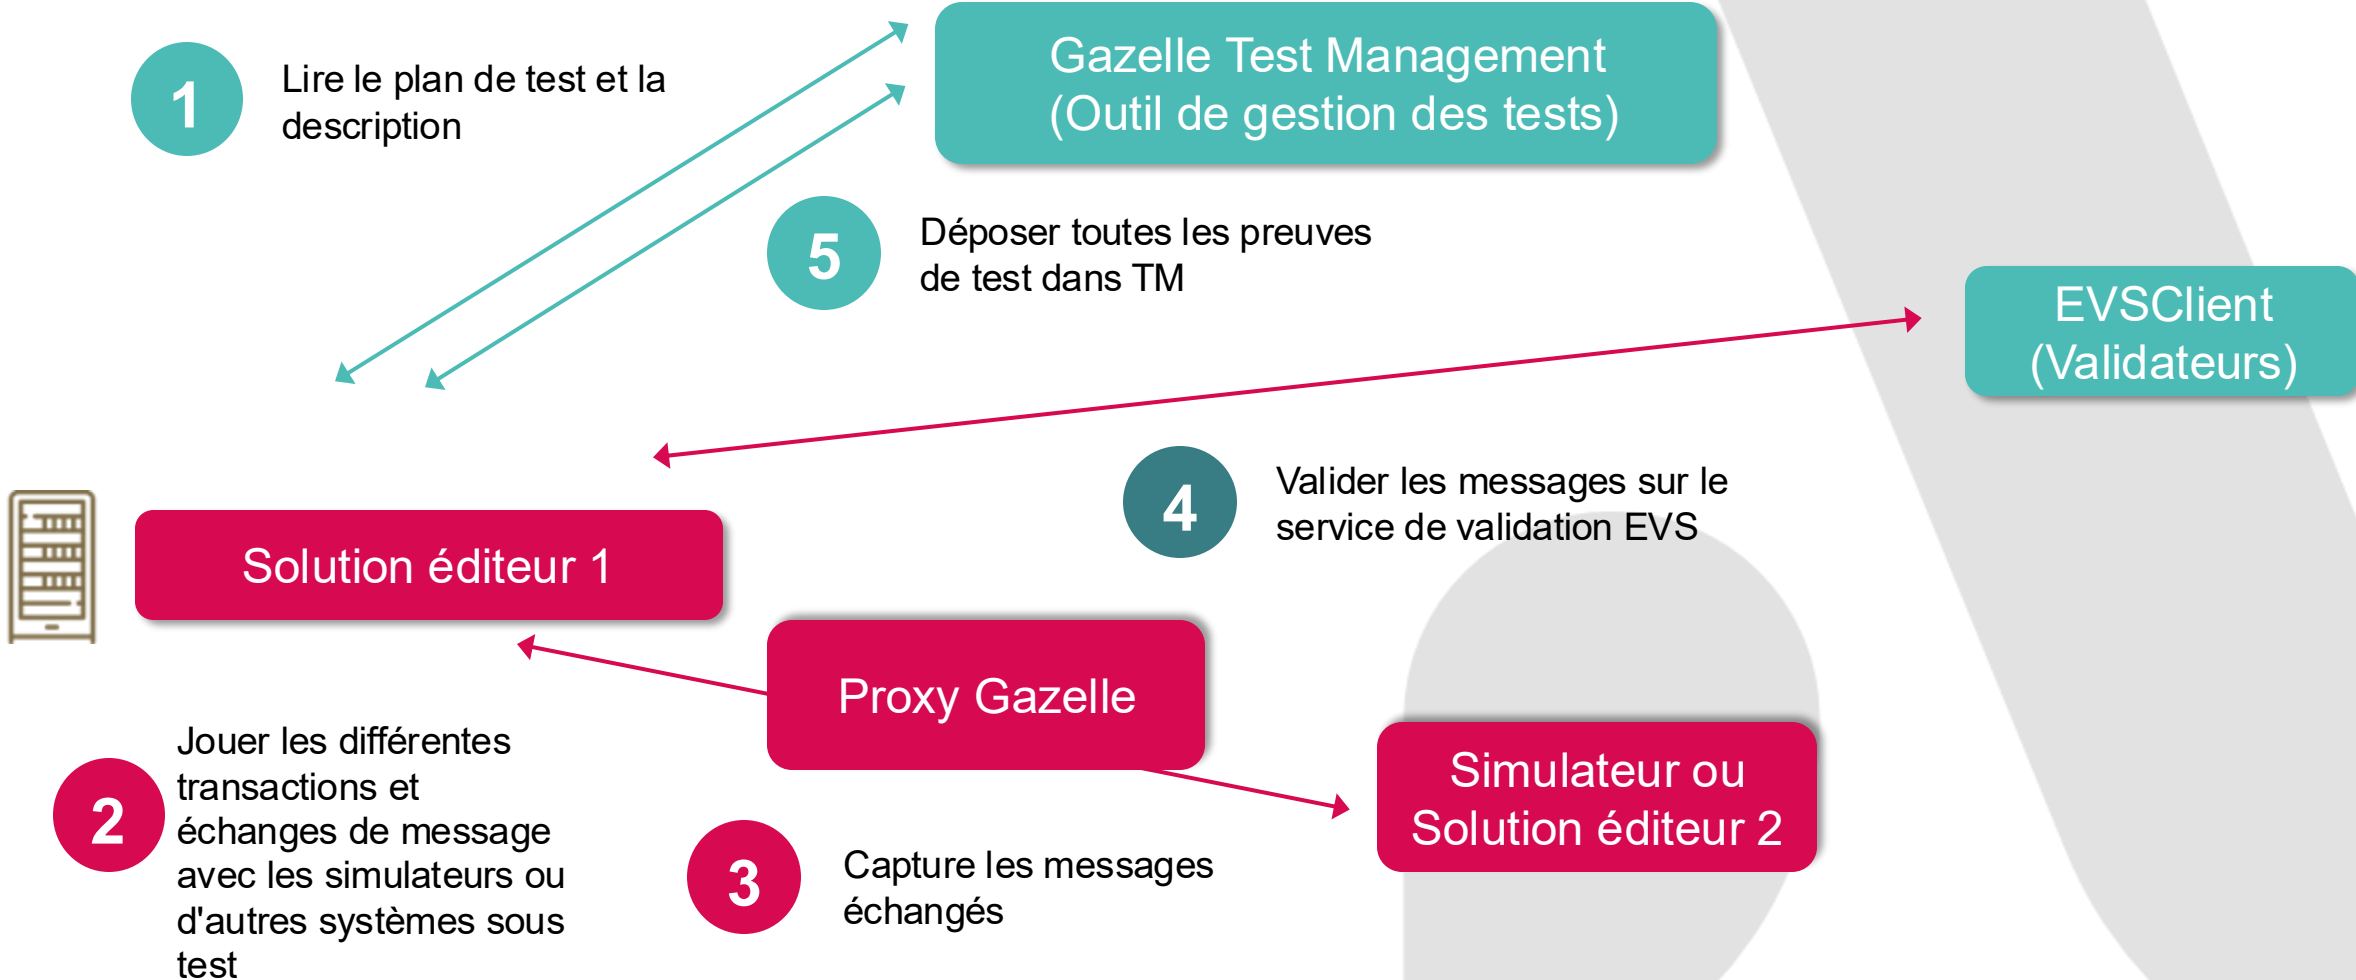 1
Lire le plan de test et la
description
Gazelle Test Management
(Outil de gestion des tests)
5
Déposer toutes les preuves
de test dans TM
EVSClient
(Validateurs)
4
Valider les messages sur le
service de validation EVS
Solution éditeur 1
Proxy Gazelle
Simulateur ou
Solution éditeur 2
2
Jouer les différentes
transactions et
échanges de message
avec les simulateurs ou
d'autres systèmes sous
test
3
Capture les messages
échangés